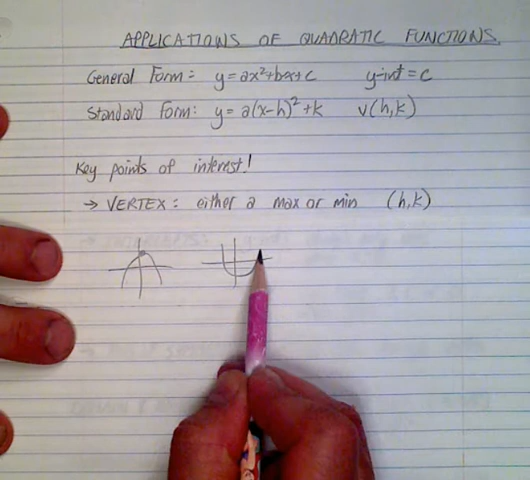 APPLICATIONS OF QUADRATIC FUNCTIONS.
General Form: y=ax²+bx+c y-int = c
Standard Form: y = a(x-h)²+k v(h,k)
Key points of interest!
→ VERTEX: either a max or min (h,k)